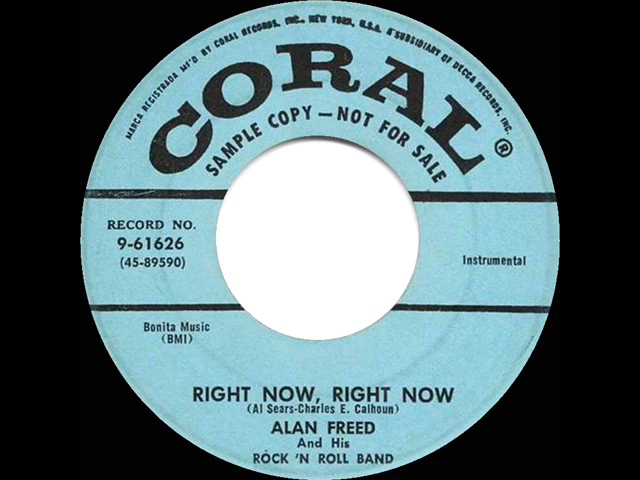 MARCA REGISTRADA MF'D BY CORAL RECORDS, INC., NEW YORK, U.S.A. A SUBSIDIARY OF DECCA RECORDS, INC.
CORAL®
SAMPLE COPY—NOT FOR SALE
RECORD NO.
9-61626
(45-89590)
Instrumental
Bonita Music
(BMI)
RIGHT NOW, RIGHT NOW
(Al Sears-Charles E. Calhoun)
ALAN FREED
And His
ROCK 'N ROLL BAND